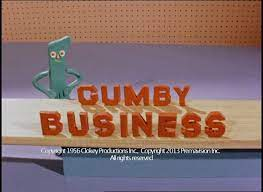 GUMBY
BUSINESS
Copyright 1956 Clokey Productions Inc., Copyright 2013 Premavision Inc.
All rights reserved